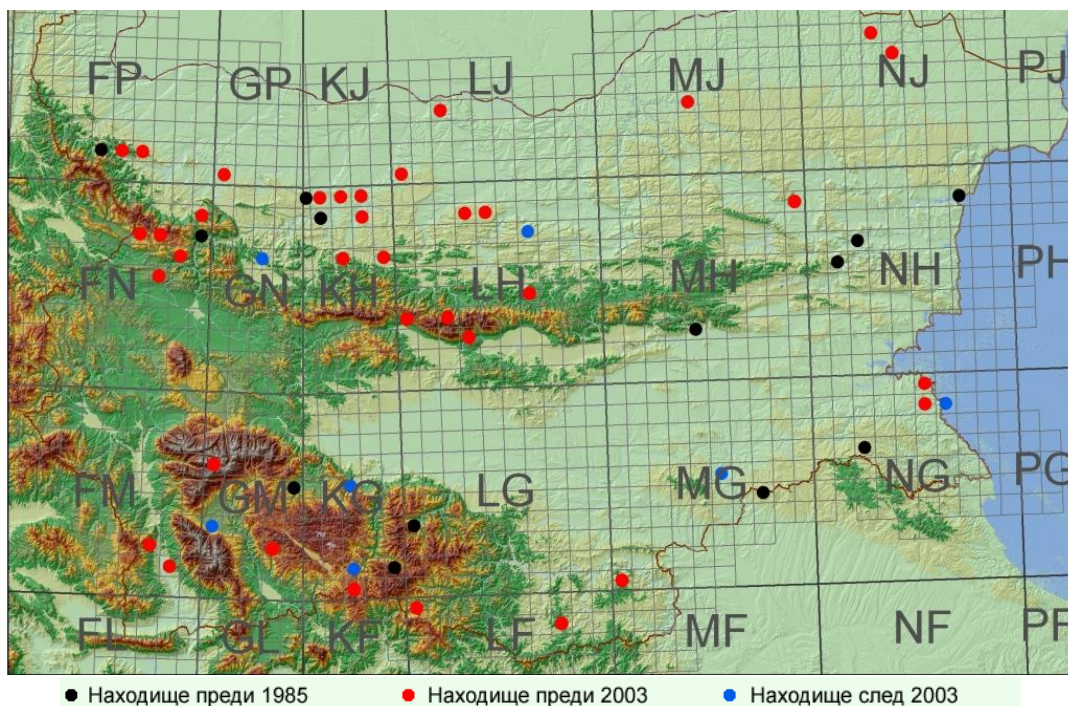 FP GP KJ LJ MJ NJ PJ
FN GN KH LH MH NH PH
FM GM KG LG MG NG PG
FL GL KF LF MF NF PF
Находище преди 1985 Находище преди 2003 Находище след 2003